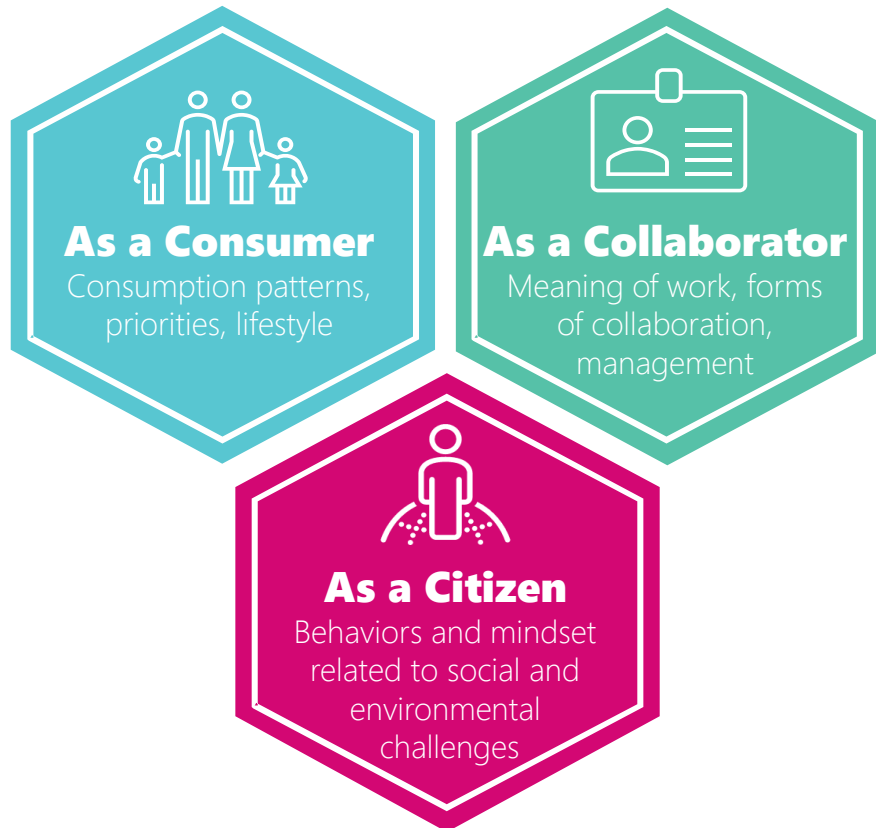 As a Consumer
Consumption patterns,
priorities, lifestyle
As a Collaborator
Meaning of work, forms
of collaboration,
management
As a Citizen
Behaviors and mindset
related to social and
environmental
challenges